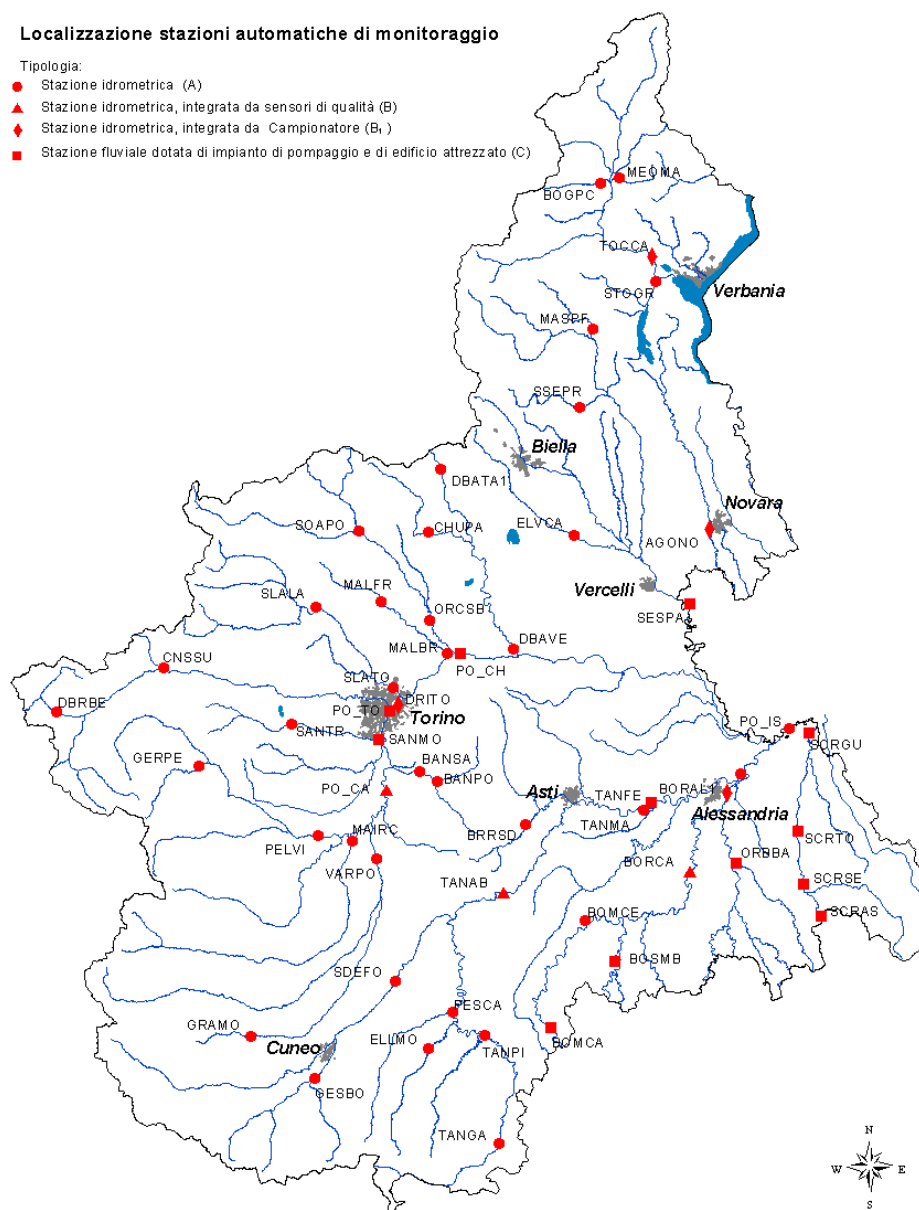 Localizzazione stazioni automatiche di monitoraggio
Tipologia:
Stazione idrometrica (A)
Stazione idrometrica, integrata da sensori di qualità (B)
Stazione idrometrica, integrata da Campionatore (B₁)
Stazione fluviale dotata di impianto di pompaggio e di edificio attrezzato (C)
MEOMA
BOGPC
TOCCA
STGGR
Verbania
MASPF
SSEPR
Biella
DBATA1
Novara
SOAPO
CHUPA
ELVCA
AGONO
Vercelli
MALFR
SLALA
ORCSB
SESPA
MALBR
DBAVE
PO_CH
CNSSU
SLATO
DRITO
DBRBE
PO_TO
Torino
PO_IS
SANTR
SANMO
SCRGU
GERPE
BANSA
BANPO
PO_CA
Asti
TANFE
BORAL1
TANMA
Alessandria
MAIRC
BRRSD
PELVI
SCRTO
VARPO
BORCA
ORBBA
TANAB
SCRSE
BOMCE
SCRAS
BOSMB
SDEFO
PESCA
GRAMO
Cuneo
ELLMO
TANPI
BOMCA
GESBO
TANGA
N
W
E
S